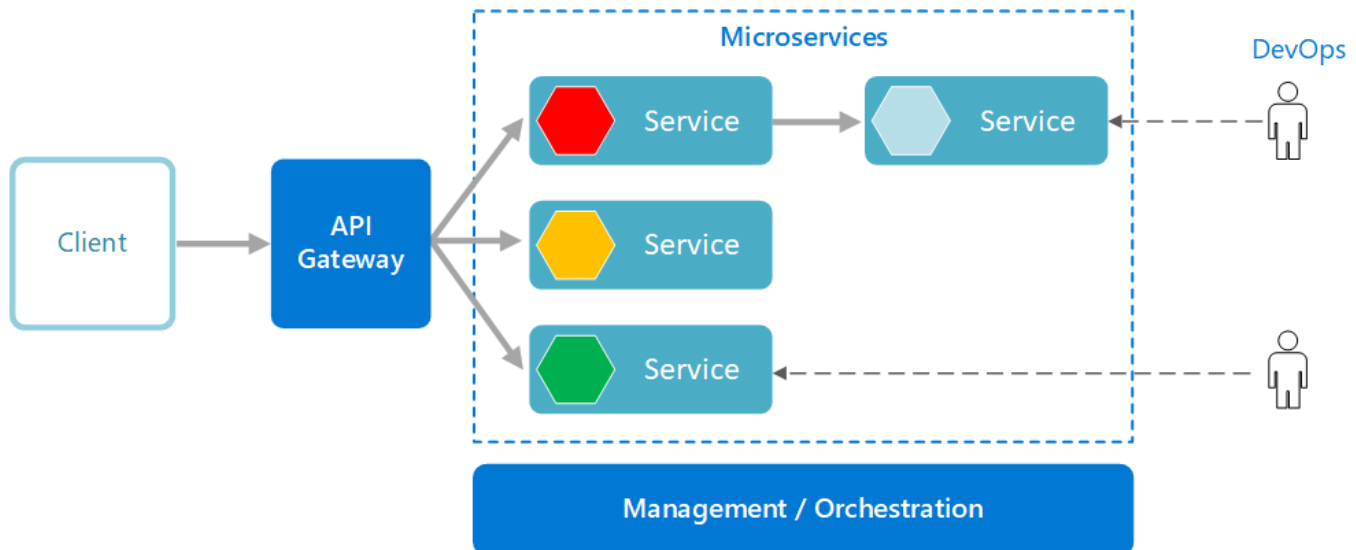 Microservices
DevOps
Service
Service
Client
API
Gateway
Service
Service
Management / Orchestration